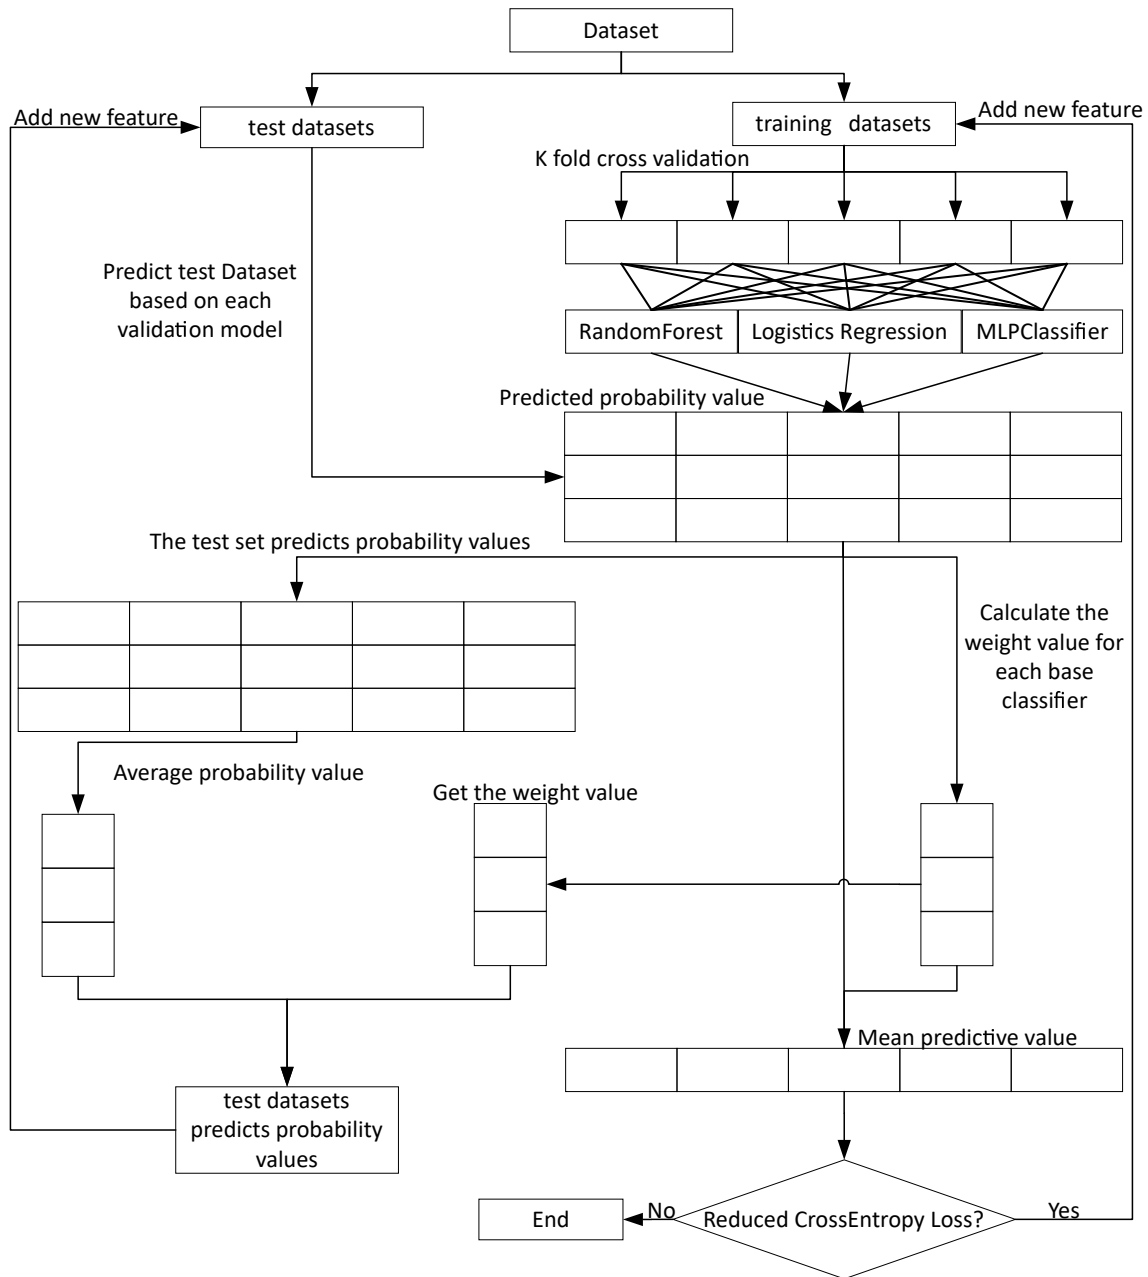 Dataset
Add new feature
test datasets
training datasets
Add new feature
K fold cross validation
Predict test Dataset
based on each
validation model
RandomForest
Logistics Regression
MLPClassifier
Predicted probability value
The test set predicts probability values
Calculate the
weight value for
each base
classifier
Average probability value
Get the weight value
Mean predictive value
test datasets
predicts probability
values
End
No
Reduced CrossEntropy Loss?
Yes